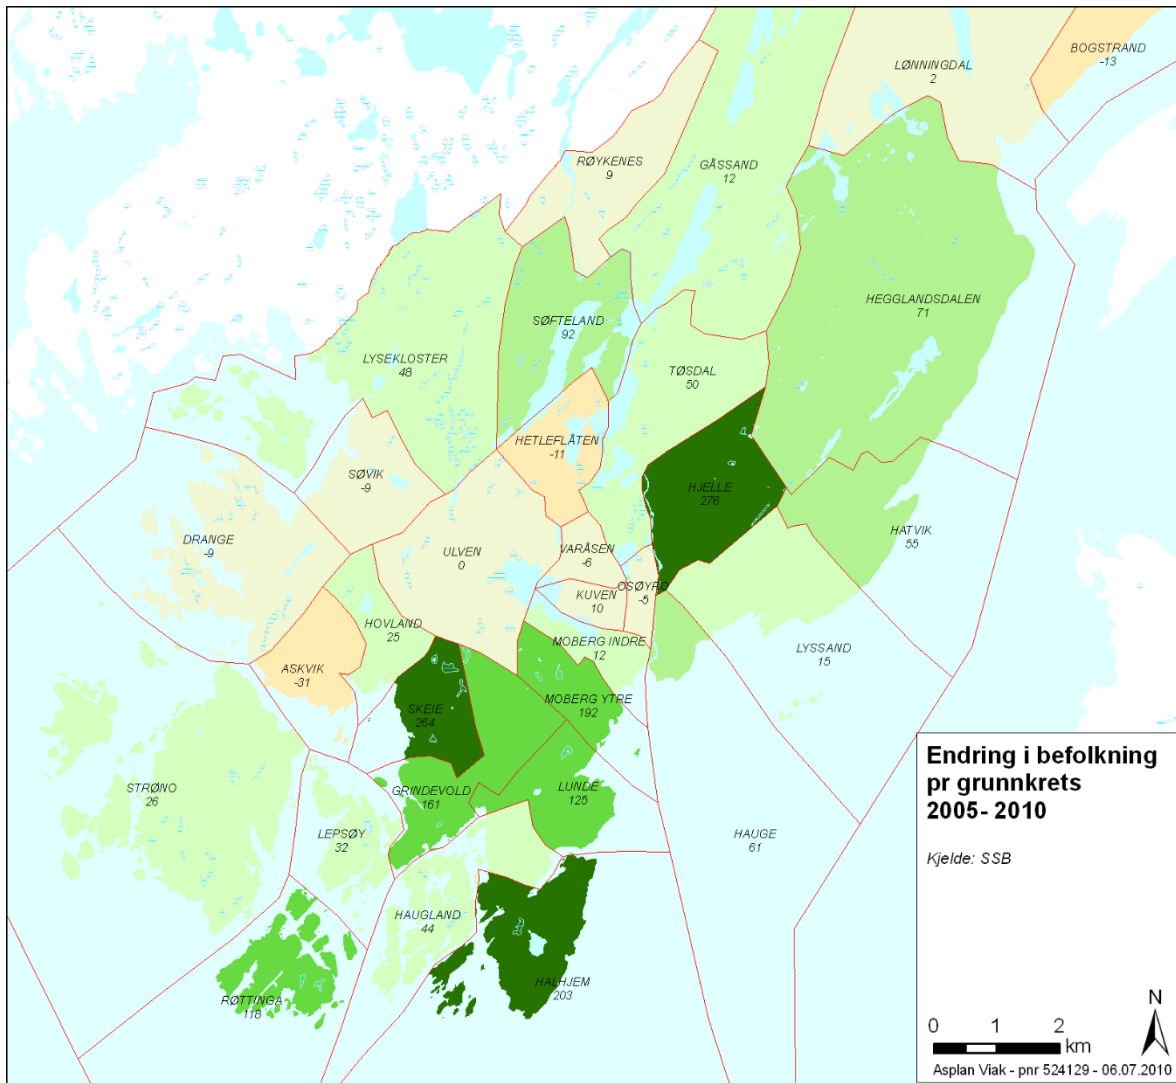 BOGSTRAND
-13
LØNNINGDAL
2
RØYKENES
9
GÅSSAND
12
HEGGLANDSDALEN
71
SØFTELAND
92
LYSEKLOSTER
48
TØSDAL
50
HETLEFLÅTEN
-11
SØVIK
-9
HJELLE
276
HATVIK
55
DRANGE
-9
ULVEN
0
VARÅSEN
-6
OSØYRO
-5
KUVEN
10
HOVLAND
25
MOBERG INDRE
12
LYSSAND
15
ASKVIK
-31
SKEIE
264
MOBERG YTRE
192
STRØNO
26
GRINDEVOLD
161
LUNDE
125
LEPSØY
32
HAUGE
61
HAUGLAND
44
RØTTINGA
118
HALHJEM
203
Endring i befolkning
pr grunnkrets
2005- 2010
Kjelde: SSB
N
0 1 2
km
Asplan Viak - pnr 524129 - 06.07.2010